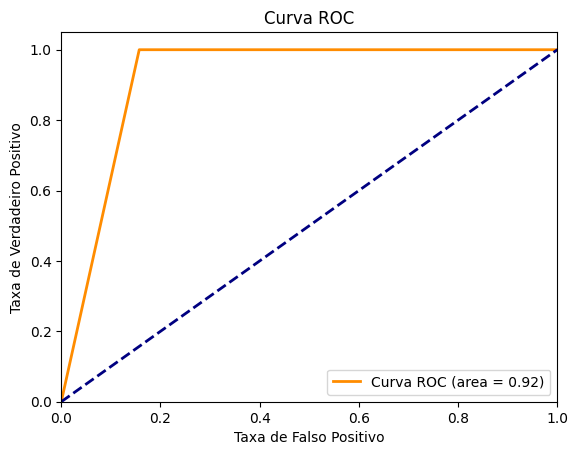 Curva ROC
1.0
0.8
0.6
0.4
0.2
0.0
Taxa de Verdadeiro Positivo
Curva ROC (area = 0.92)
0.0 0.2 0.4 0.6 0.8 1.0
Taxa de Falso Positivo